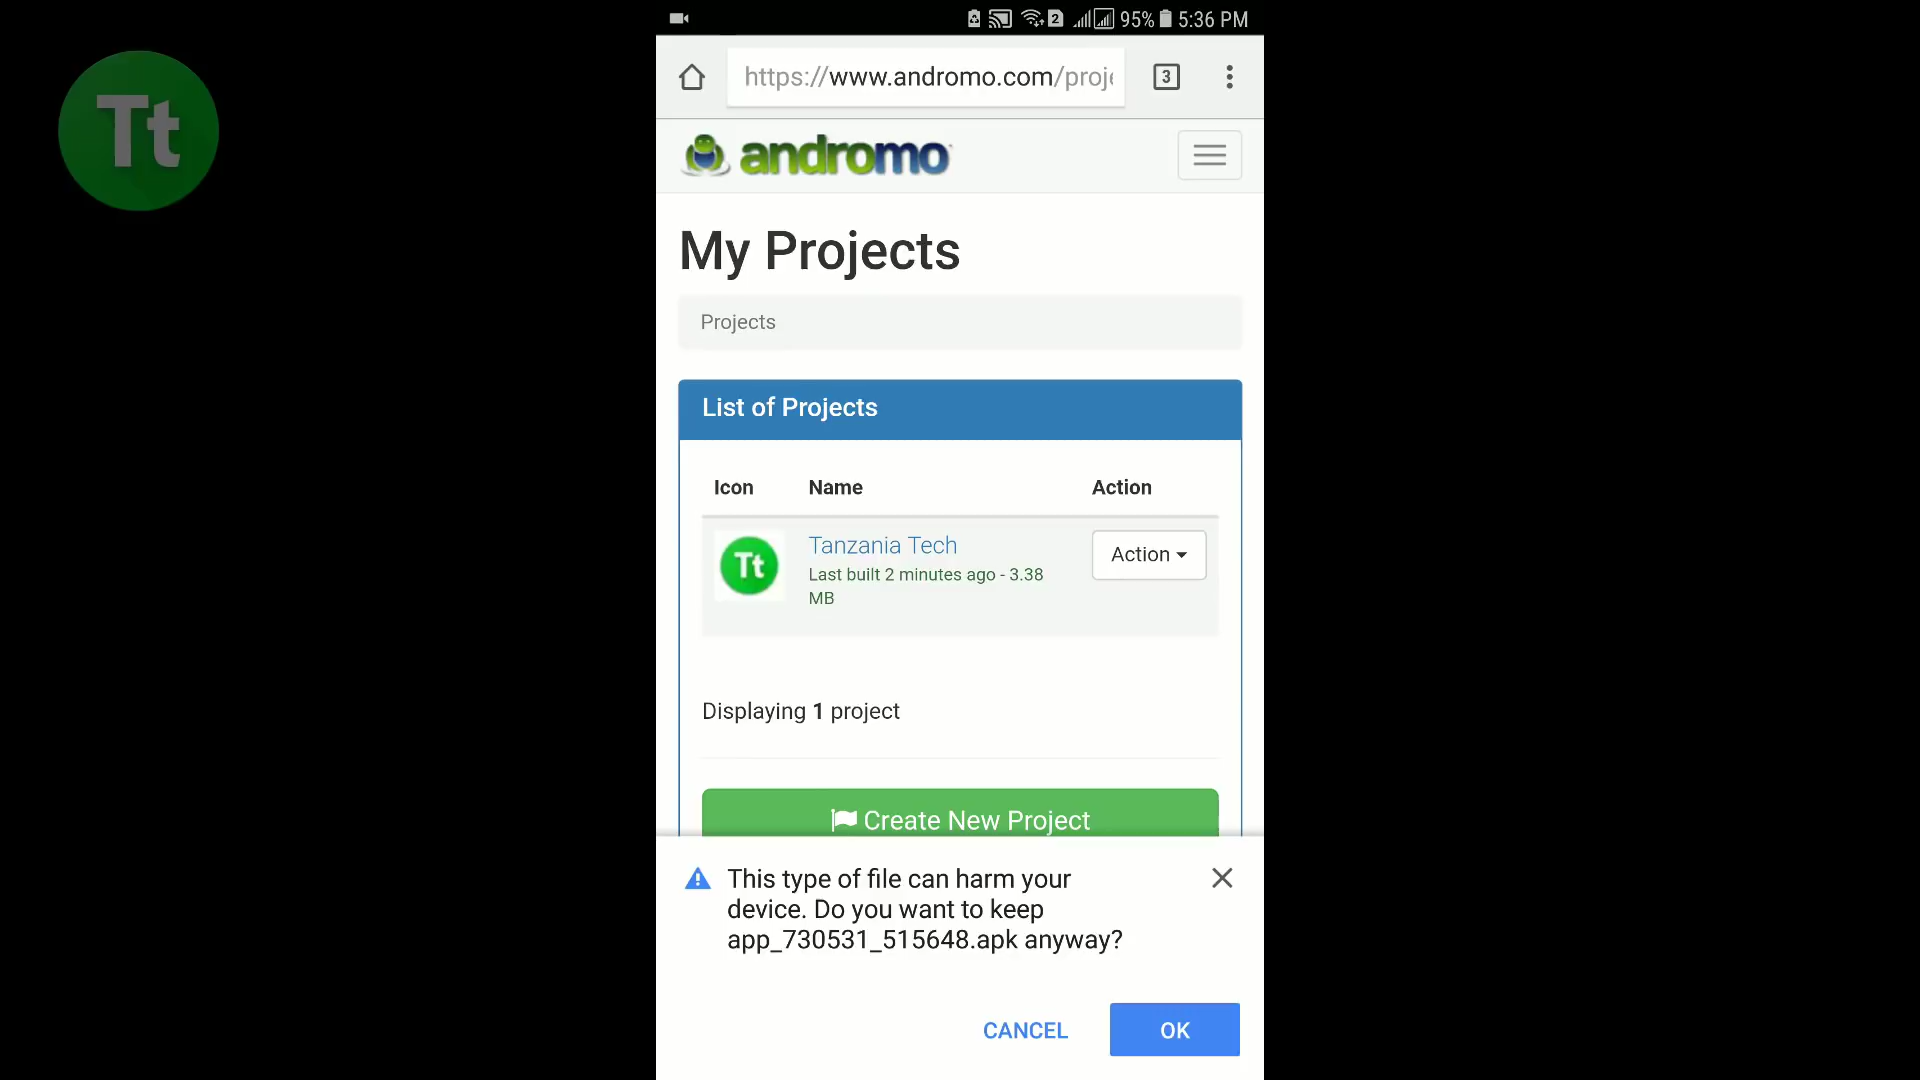 2 95% 5:36 PM
Tt
https://www.andromo.com/proje
3
andromo
My Projects
Projects
List of Projects
Icon Name Action
Tt Tanzania Tech Action
Last built 2 minutes ago - 3.38
MB
Displaying 1 project
Create New Project
This type of file can harm your
device. Do you want to keep
app_730531_515648.apk anyway?
CANCEL OK